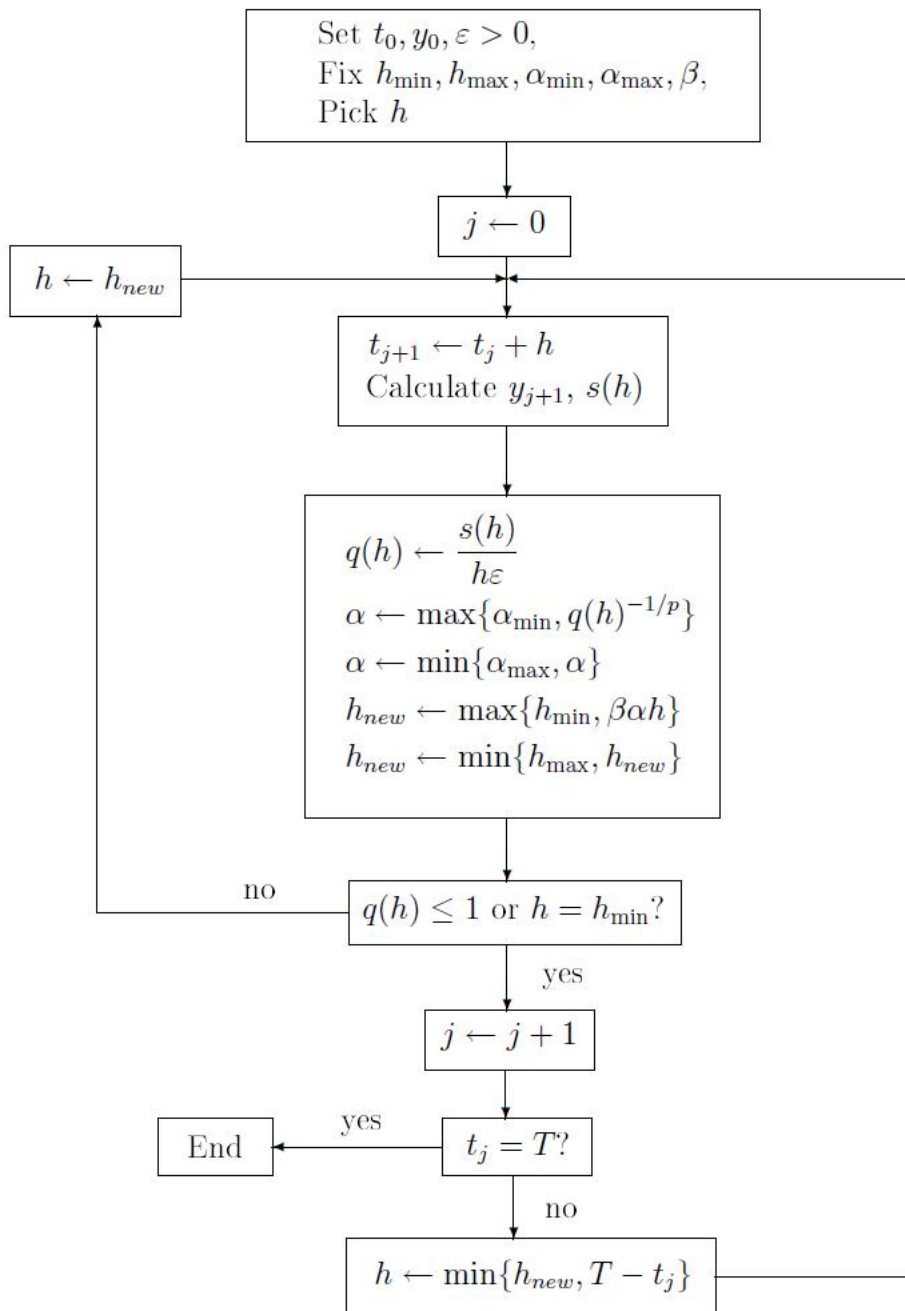 Set t₀, y₀, ε > 0,
Fix h_min, h_max, α_min, α_max, β,
Pick h
j ← 0
h ← h_new
t_{j+1} ← t_j + h
Calculate y_{j+1}, s(h)
q(h) ← s(h)/hε
α ← max{α_min, q(h)^{−1/p}}
α ← min{α_max, α}
h_new ← max{h_min, βαh}
h_new ← min{h_max, h_new}
no
q(h) ≤ 1 or h = h_min?
yes
j ← j + 1
yes
End
t_j = T?
no
h ← min{h_new, T − t_j}